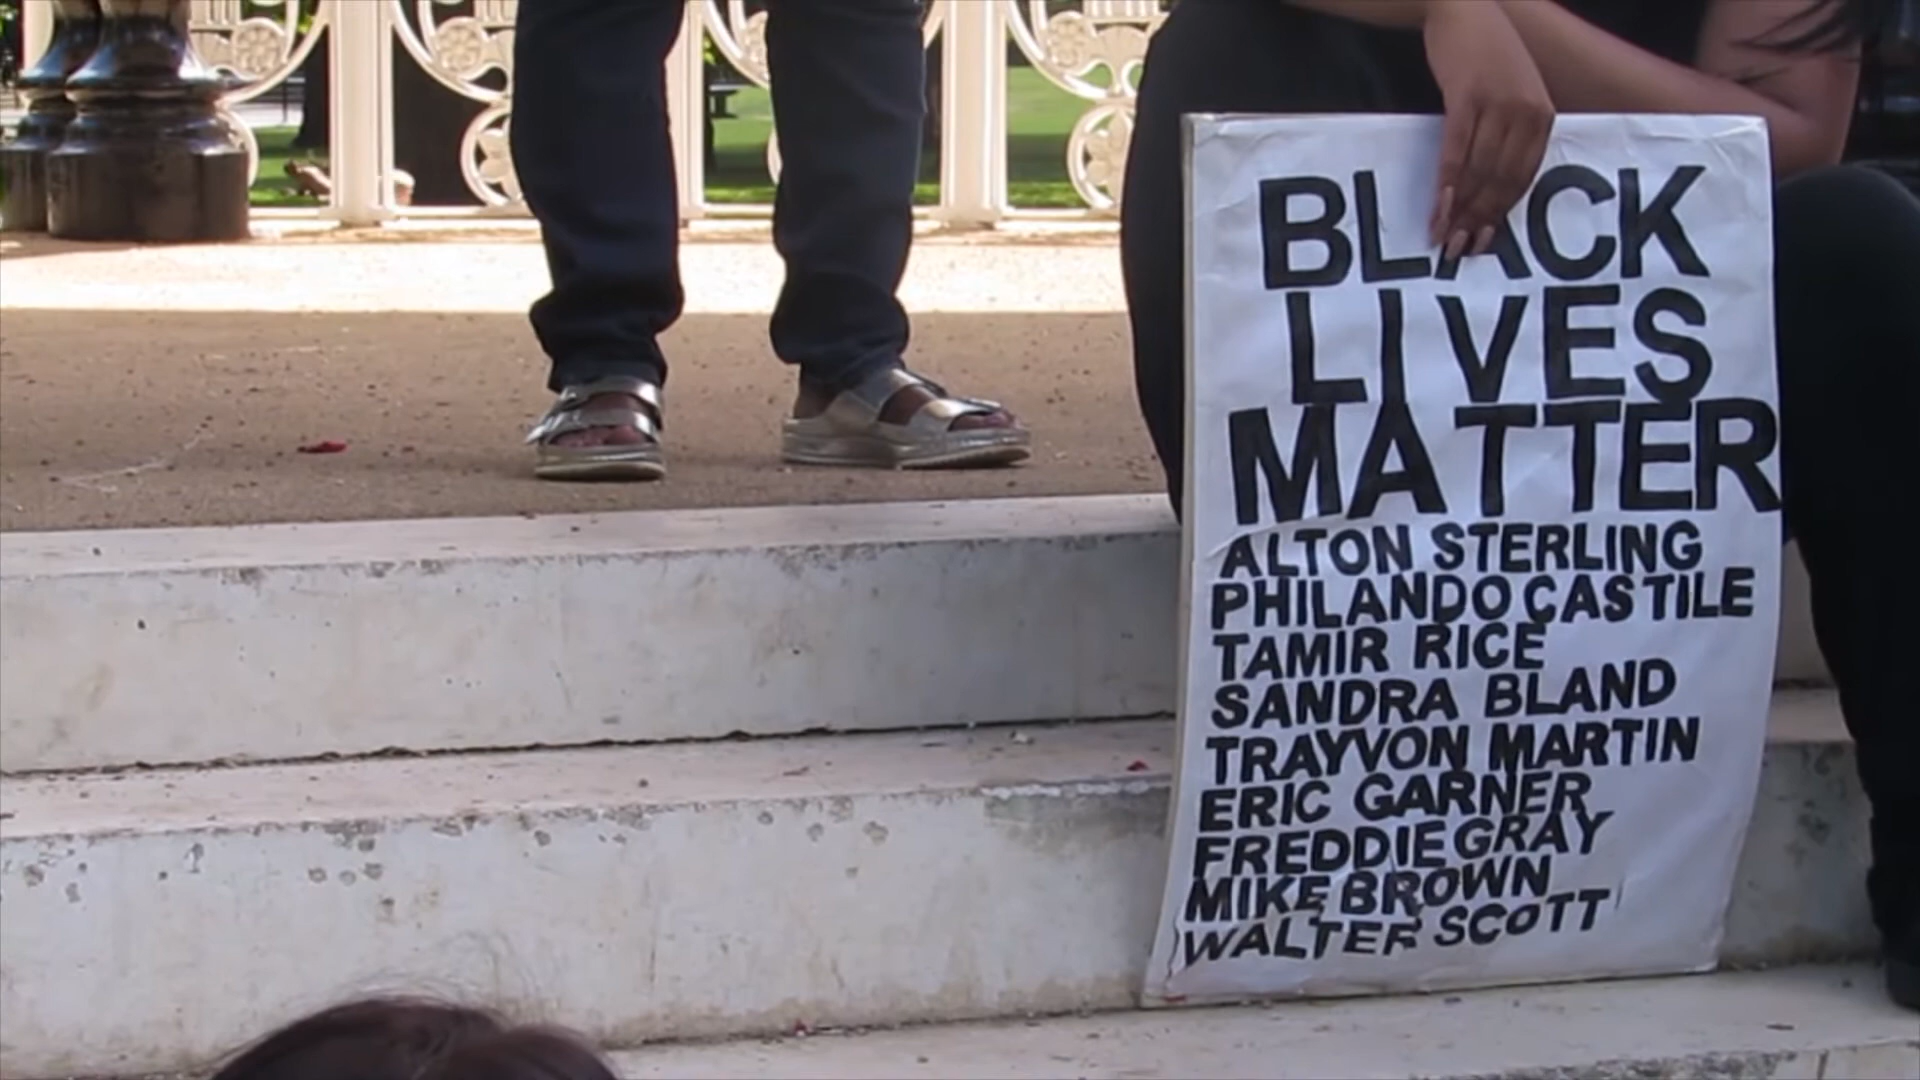 BLACK
LIVES
MATTER
ALTON STERLING
PHILANDO CASTILE
TAMIR RICE
SANDRA BLAND
TRAYVON MARTIN
ERIC GARNER
FREDDIE GRAY
MIKE BROWN
WALTER SCOTT